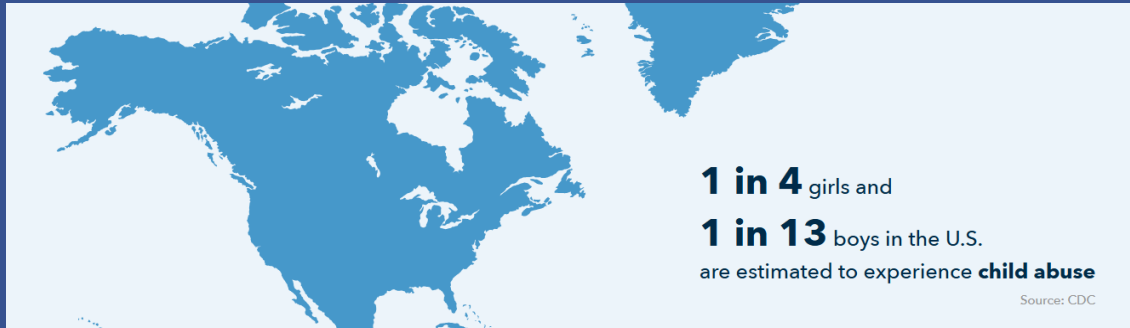 1 in 4 girls and
1 in 13 boys in the U.S.
are estimated to experience child abuse
Source: CDC